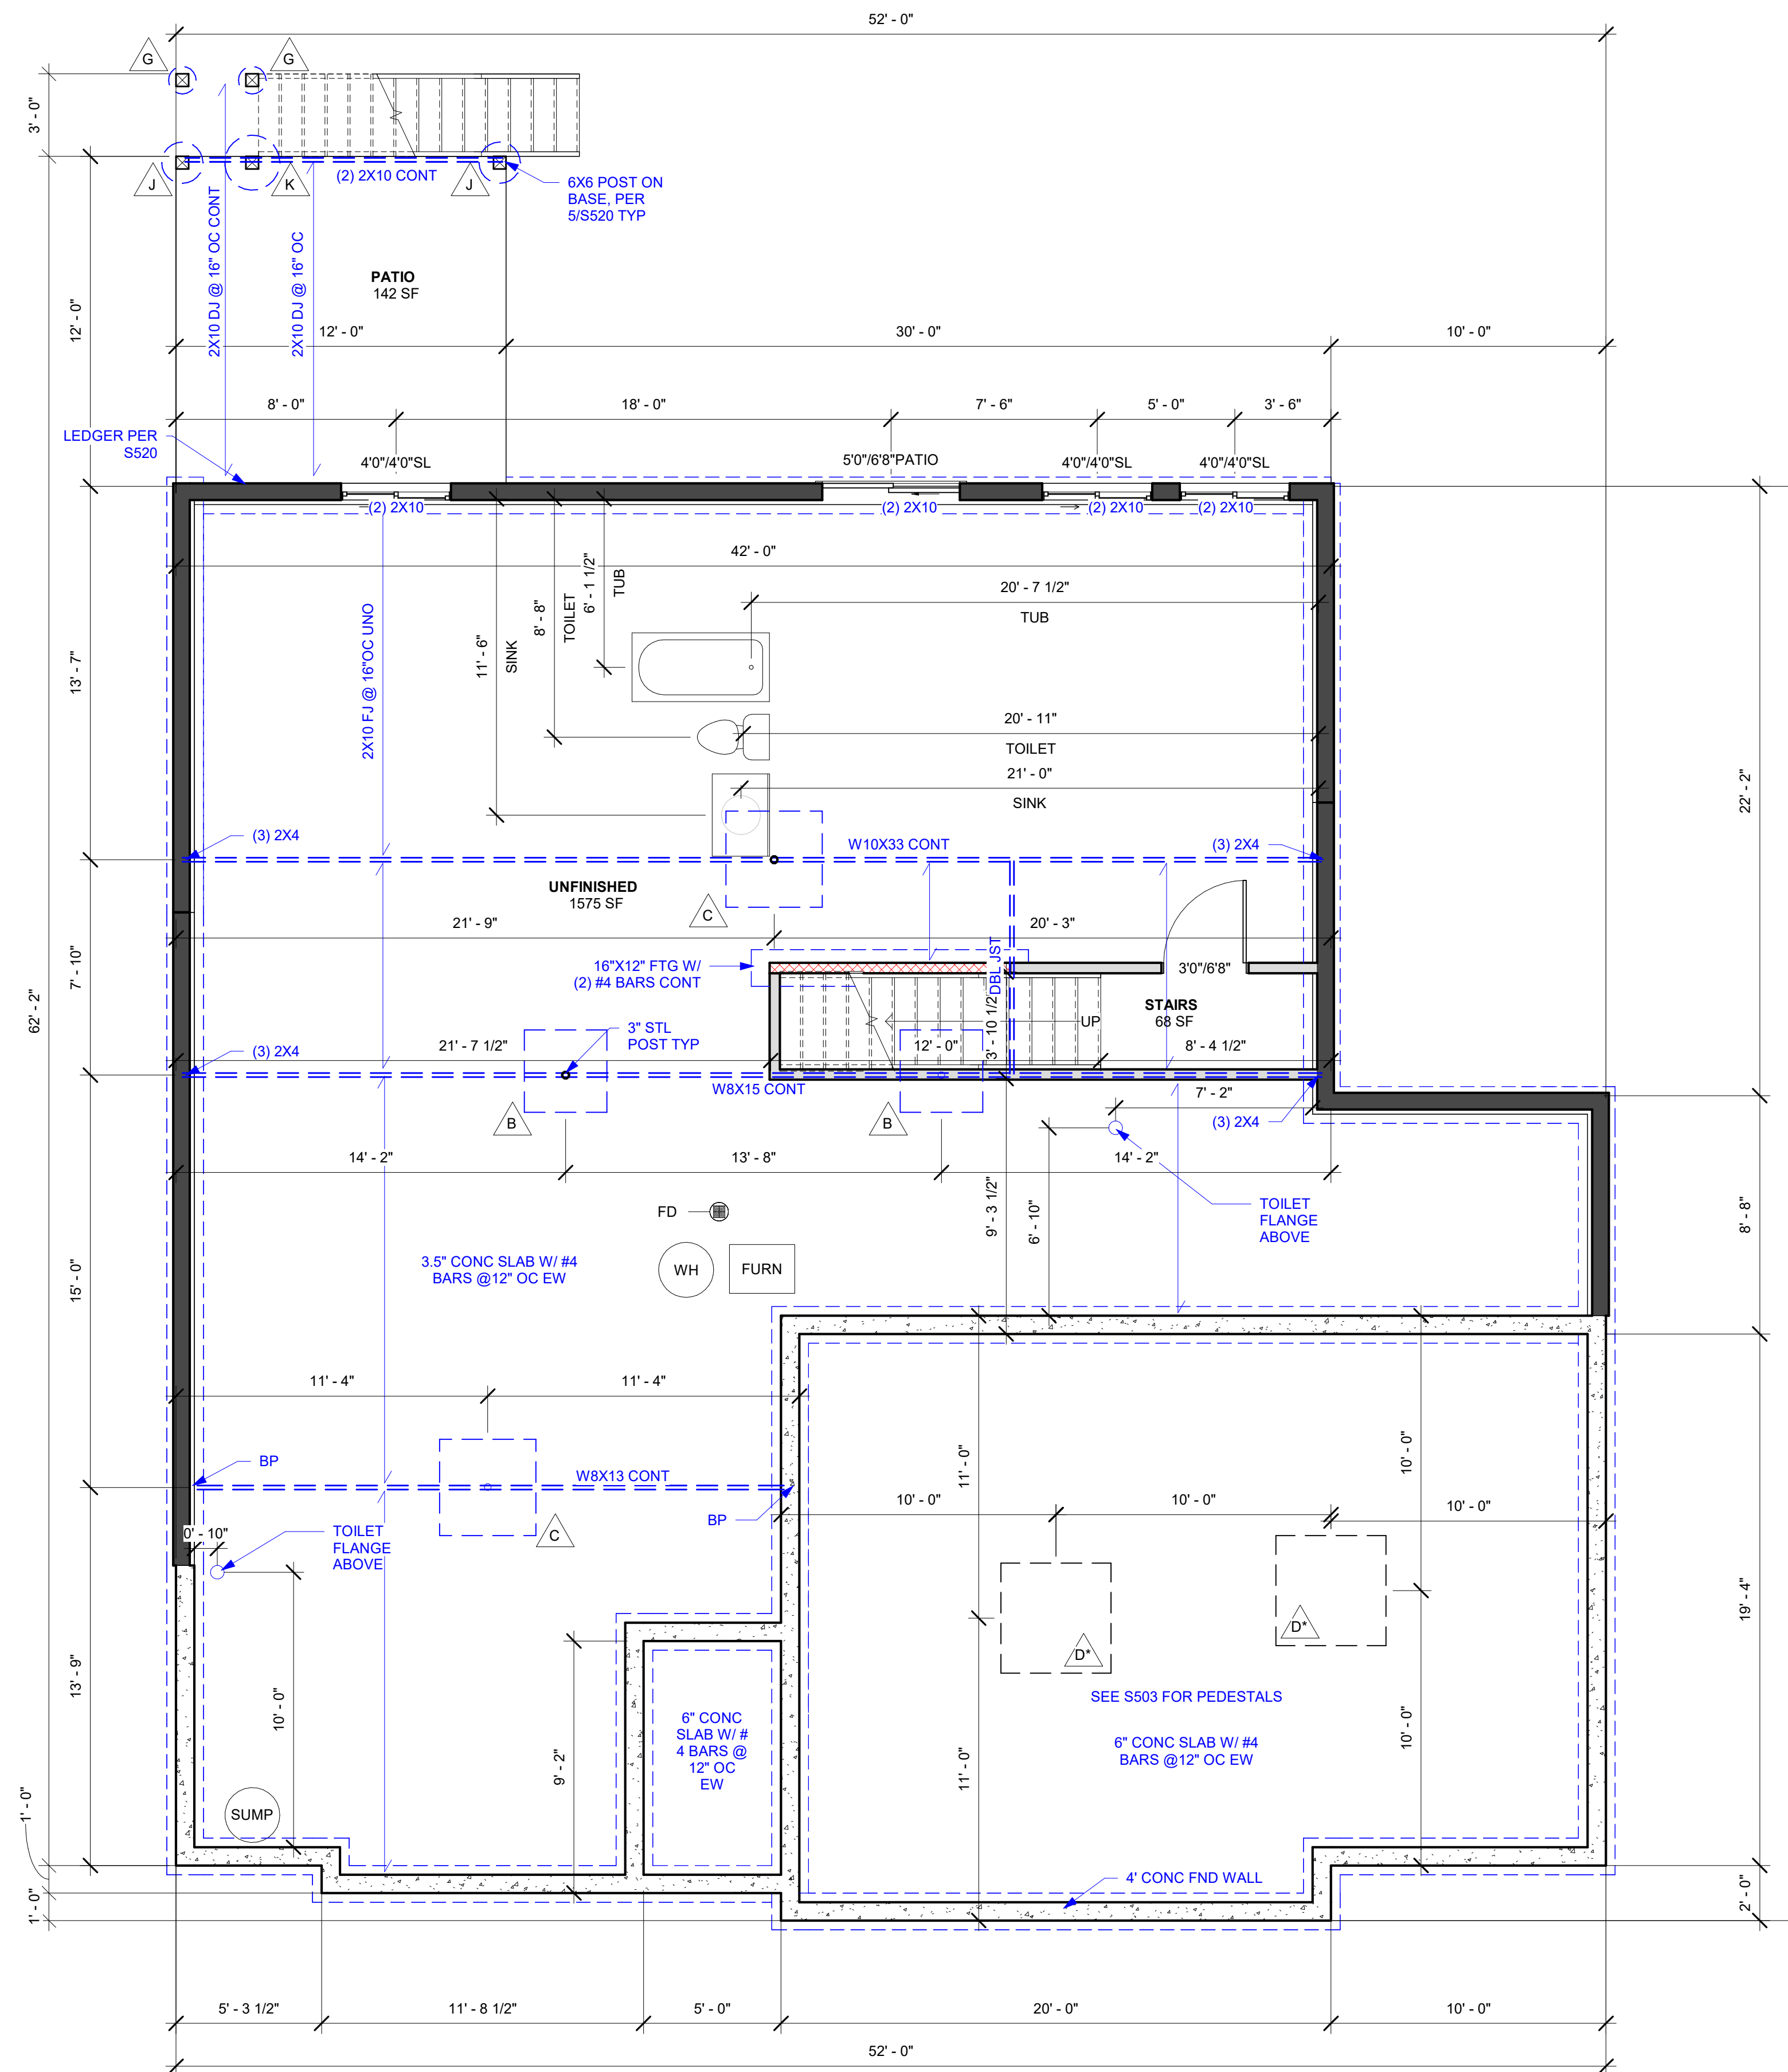 52' - 0"
G
G
3' - 0"
J
K
(2) 2X10 CONT
J
6X6 POST ON
BASE, PER
5/S520 TYP
2X10 DJ @ 16" OC CONT
2X10 DJ @ 16" OC
PATIO
142 SF
12' - 0"
12' - 0"
30' - 0"
10' - 0"
8' - 0"
18' - 0"
7' - 6"
5' - 0"
3' - 6"
LEDGER PER
S520
4'0"/4'0"SL
5'0"/6'8"PATIO
4'0"/4'0"SL
4'0"/4'0"SL
(2) 2X10
(2) 2X10
(2) 2X10
(2) 2X10
42' - 0"
6' - 1 1/2"
TUB
20' - 7 1/2"
TUB
8' - 8"
TOILET
11' - 6"
SINK
13' - 7"
2X10 FJ @ 16"OC UNO
20' - 11"
TOILET
21' - 0"
SINK
22' - 2"
(3) 2X4
W10X33 CONT
(3) 2X4
UNFINISHED
1575 SF
C
21' - 9"
20' - 3"
7' - 10"
62' - 2"
16"X12" FTG W/
(2) #4 BARS CONT
DBL JST
3'0"/6'8"
STAIRS
68 SF
UP
3' - 10 1/2"
3" STL
POST TYP
(3) 2X4
21' - 7 1/2"
12' - 0"
8' - 4 1/2"
W8X15 CONT
7' - 2"
B
B
(3) 2X4
14' - 2"
13' - 8"
14' - 2"
9' - 3 1/2"
6' - 10"
TOILET
FLANGE
ABOVE
8' - 8"
FD
3.5" CONC SLAB W/ #4
BARS @12" OC EW
WH
FURN
15' - 0"
11' - 4"
11' - 4"
BP
W8X13 CONT
BP
C
11' - 0"
10' - 0"
10' - 0"
10' - 0"
10' - 0"
0' - 10"
TOILET
FLANGE
ABOVE
D*
D*
19' - 4"
13' - 9"
10' - 0"
9' - 2"
SEE S503 FOR PEDESTALS
6" CONC
SLAB W/ #
4 BARS @
12" OC
EW
6" CONC SLAB W/ #4
BARS @12" OC EW
10' - 0"
11' - 0"
SUMP
1' - 0"
1' - 0"
4' CONC FND WALL
2' - 0"
5' - 3 1/2"
11' - 8 1/2"
5' - 0"
20' - 0"
10' - 0"
52' - 0"